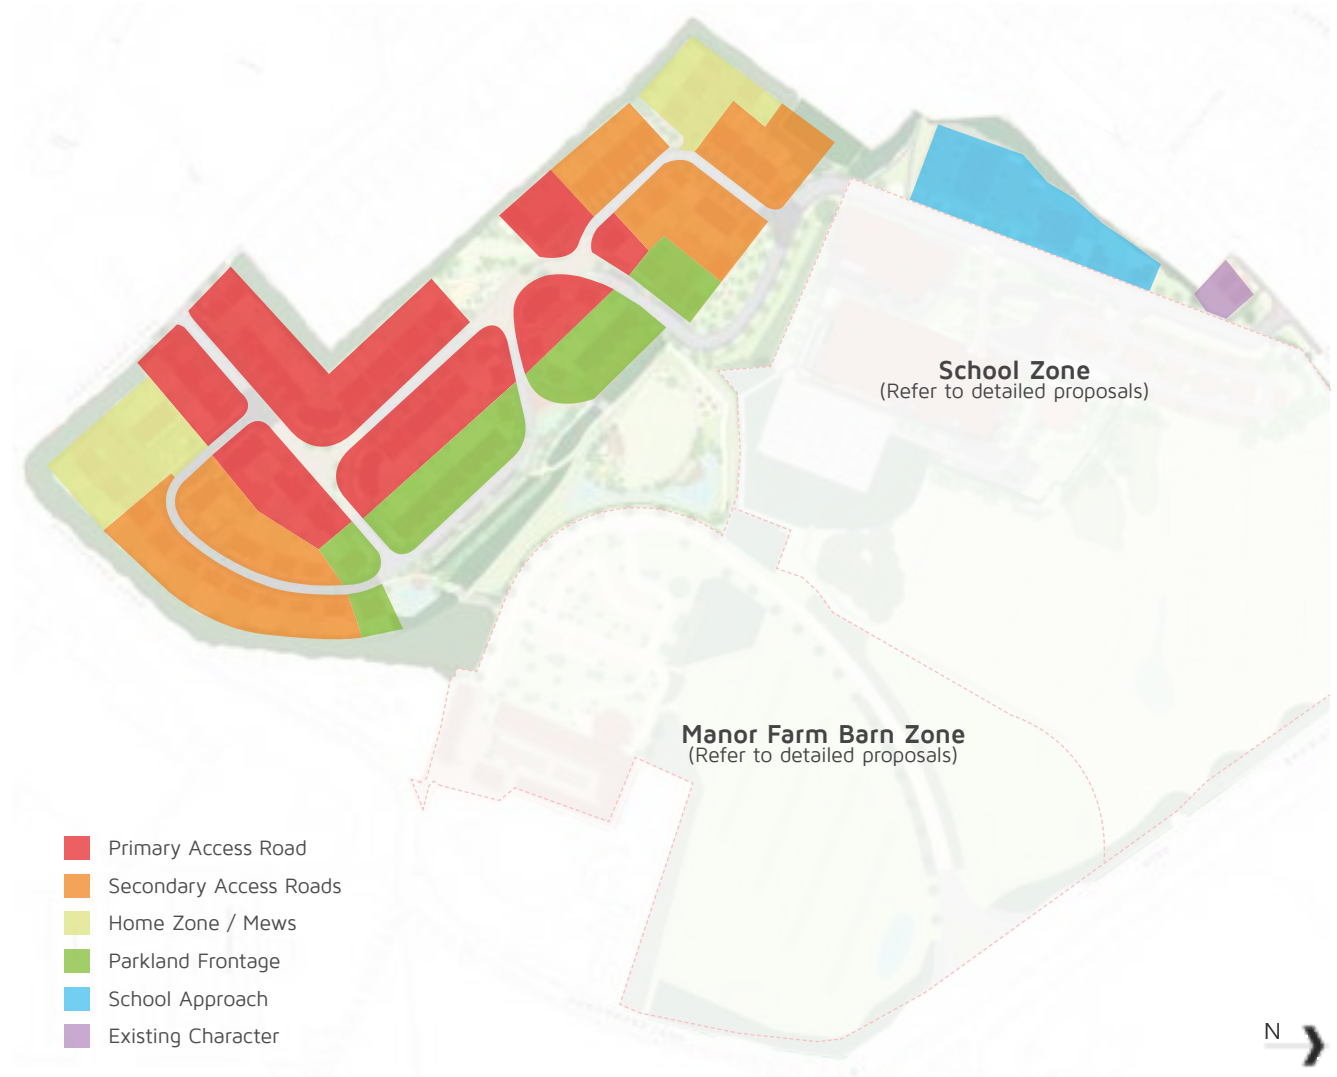 School Zone
(Refer to detailed proposals)
Manor Farm Barn Zone
(Refer to detailed proposals)
Primary Access Road
Secondary Access Roads
Home Zone / Mews
Parkland Frontage
School Approach
Existing Character
N